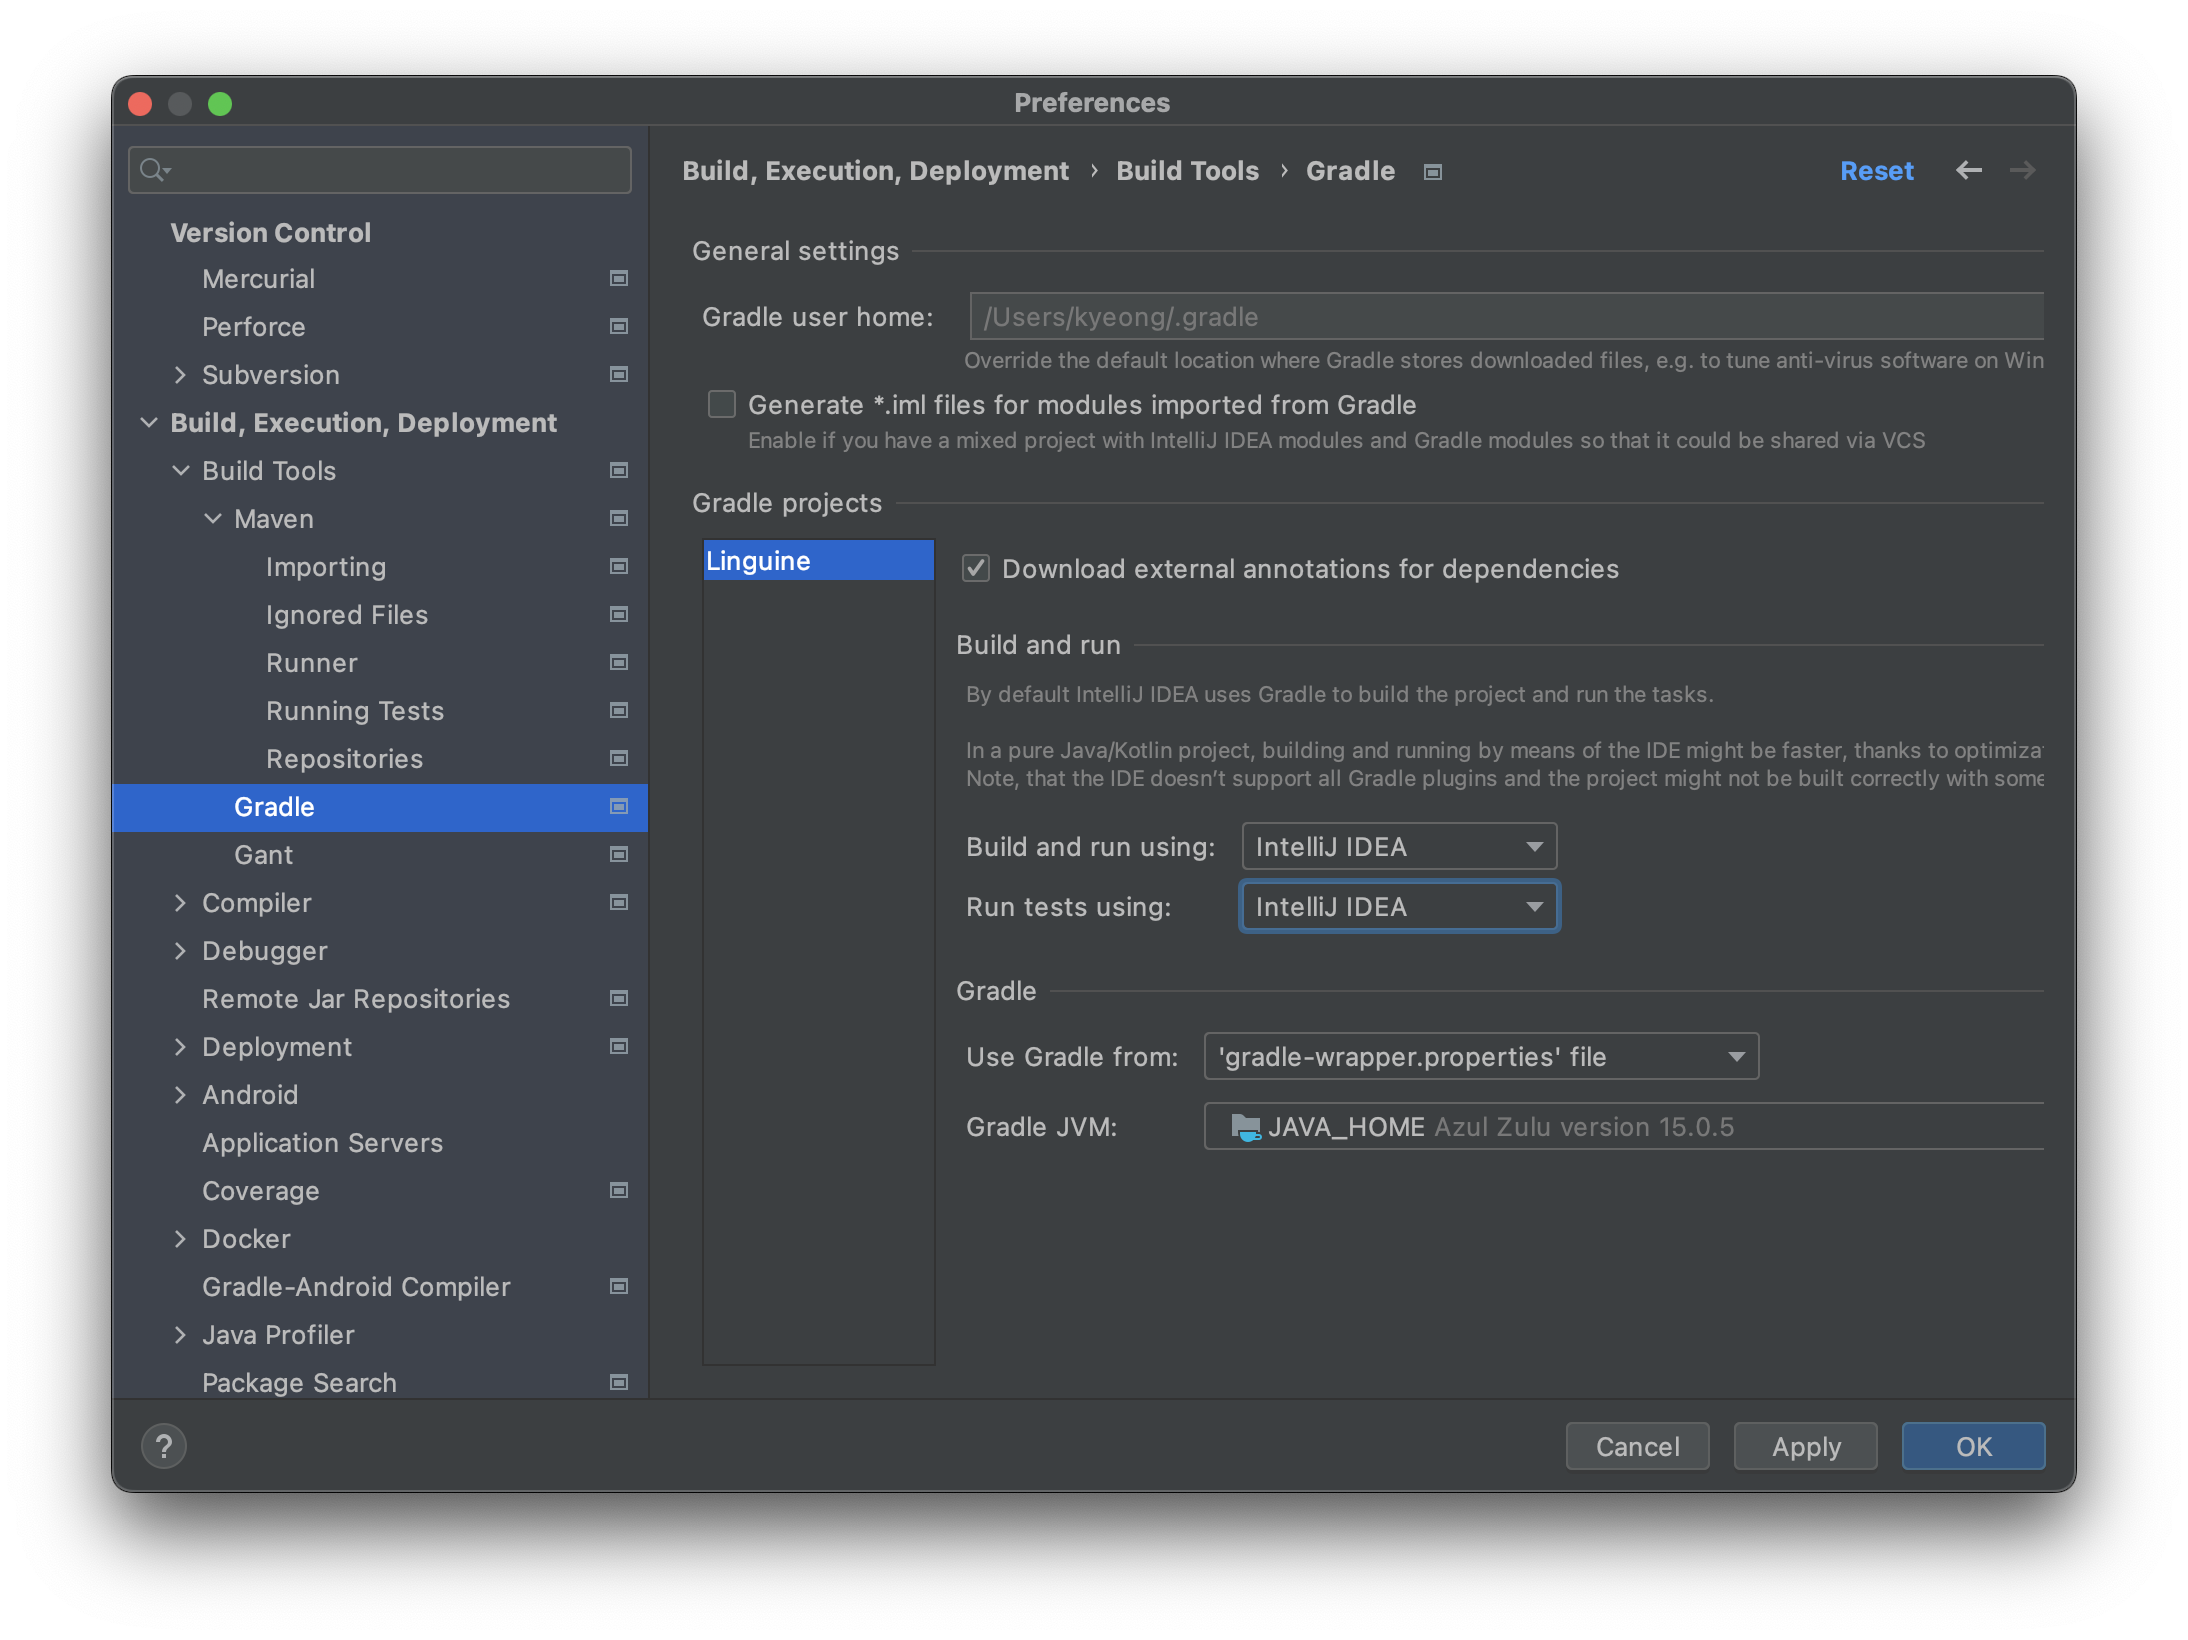 Preferences
Version Control
Mercurial
Perforce
Subversion
Build, Execution, Deployment
Build Tools
Maven
Importing
Ignored Files
Runner
Running Tests
Repositories
Gradle
Gant
Compiler
Debugger
Remote Jar Repositories
Deployment
Android
Application Servers
Coverage
Docker
Gradle-Android Compiler
Java Profiler
Package Search
?
Build, Execution, Deployment › Build Tools › Gradle
Reset
General settings
Gradle user home: /Users/kyeong/.gradle
Override the default location where Gradle stores downloaded files, e.g. to tune anti-virus software on Win
Generate *.iml files for modules imported from Gradle
Enable if you have a mixed project with IntelliJ IDEA modules and Gradle modules so that it could be shared via VCS
Gradle projects
Linguine
Download external annotations for dependencies
Build and run
By default IntelliJ IDEA uses Gradle to build the project and run the tasks.
In a pure Java/Kotlin project, building and running by means of the IDE might be faster, thanks to optimiza
Note, that the IDE doesn't support all Gradle plugins and the project might not be built correctly with some
Build and run using: IntelliJ IDEA
Run tests using: IntelliJ IDEA
Gradle
Use Gradle from: 'gradle-wrapper.properties' file
Gradle JVM: JAVA_HOME Azul Zulu version 15.0.5
Cancel
Apply
OK